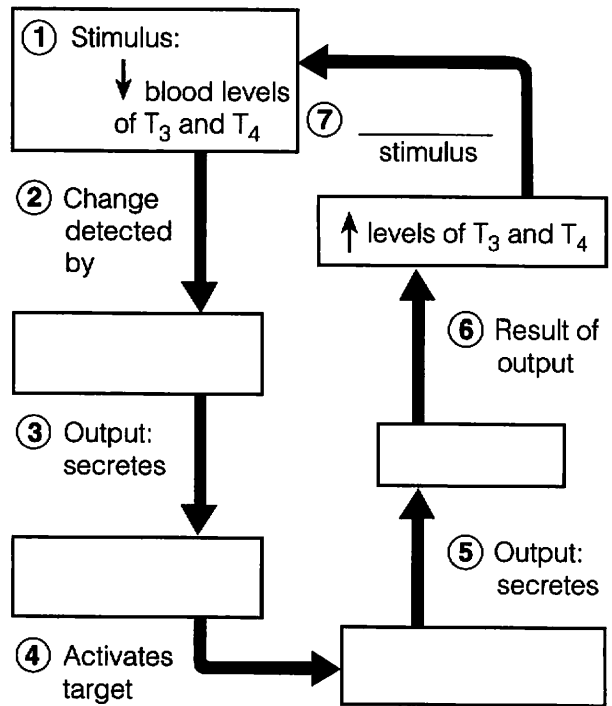 ① Stimulus:
↓ blood levels
of T₃ and T₄
② Change
detected
by
③ Output:
secretes
④ Activates
target
⑤ Output:
secretes
⑥ Result of
output
↑ levels of T₃ and T₄
⑦ ________
stimulus